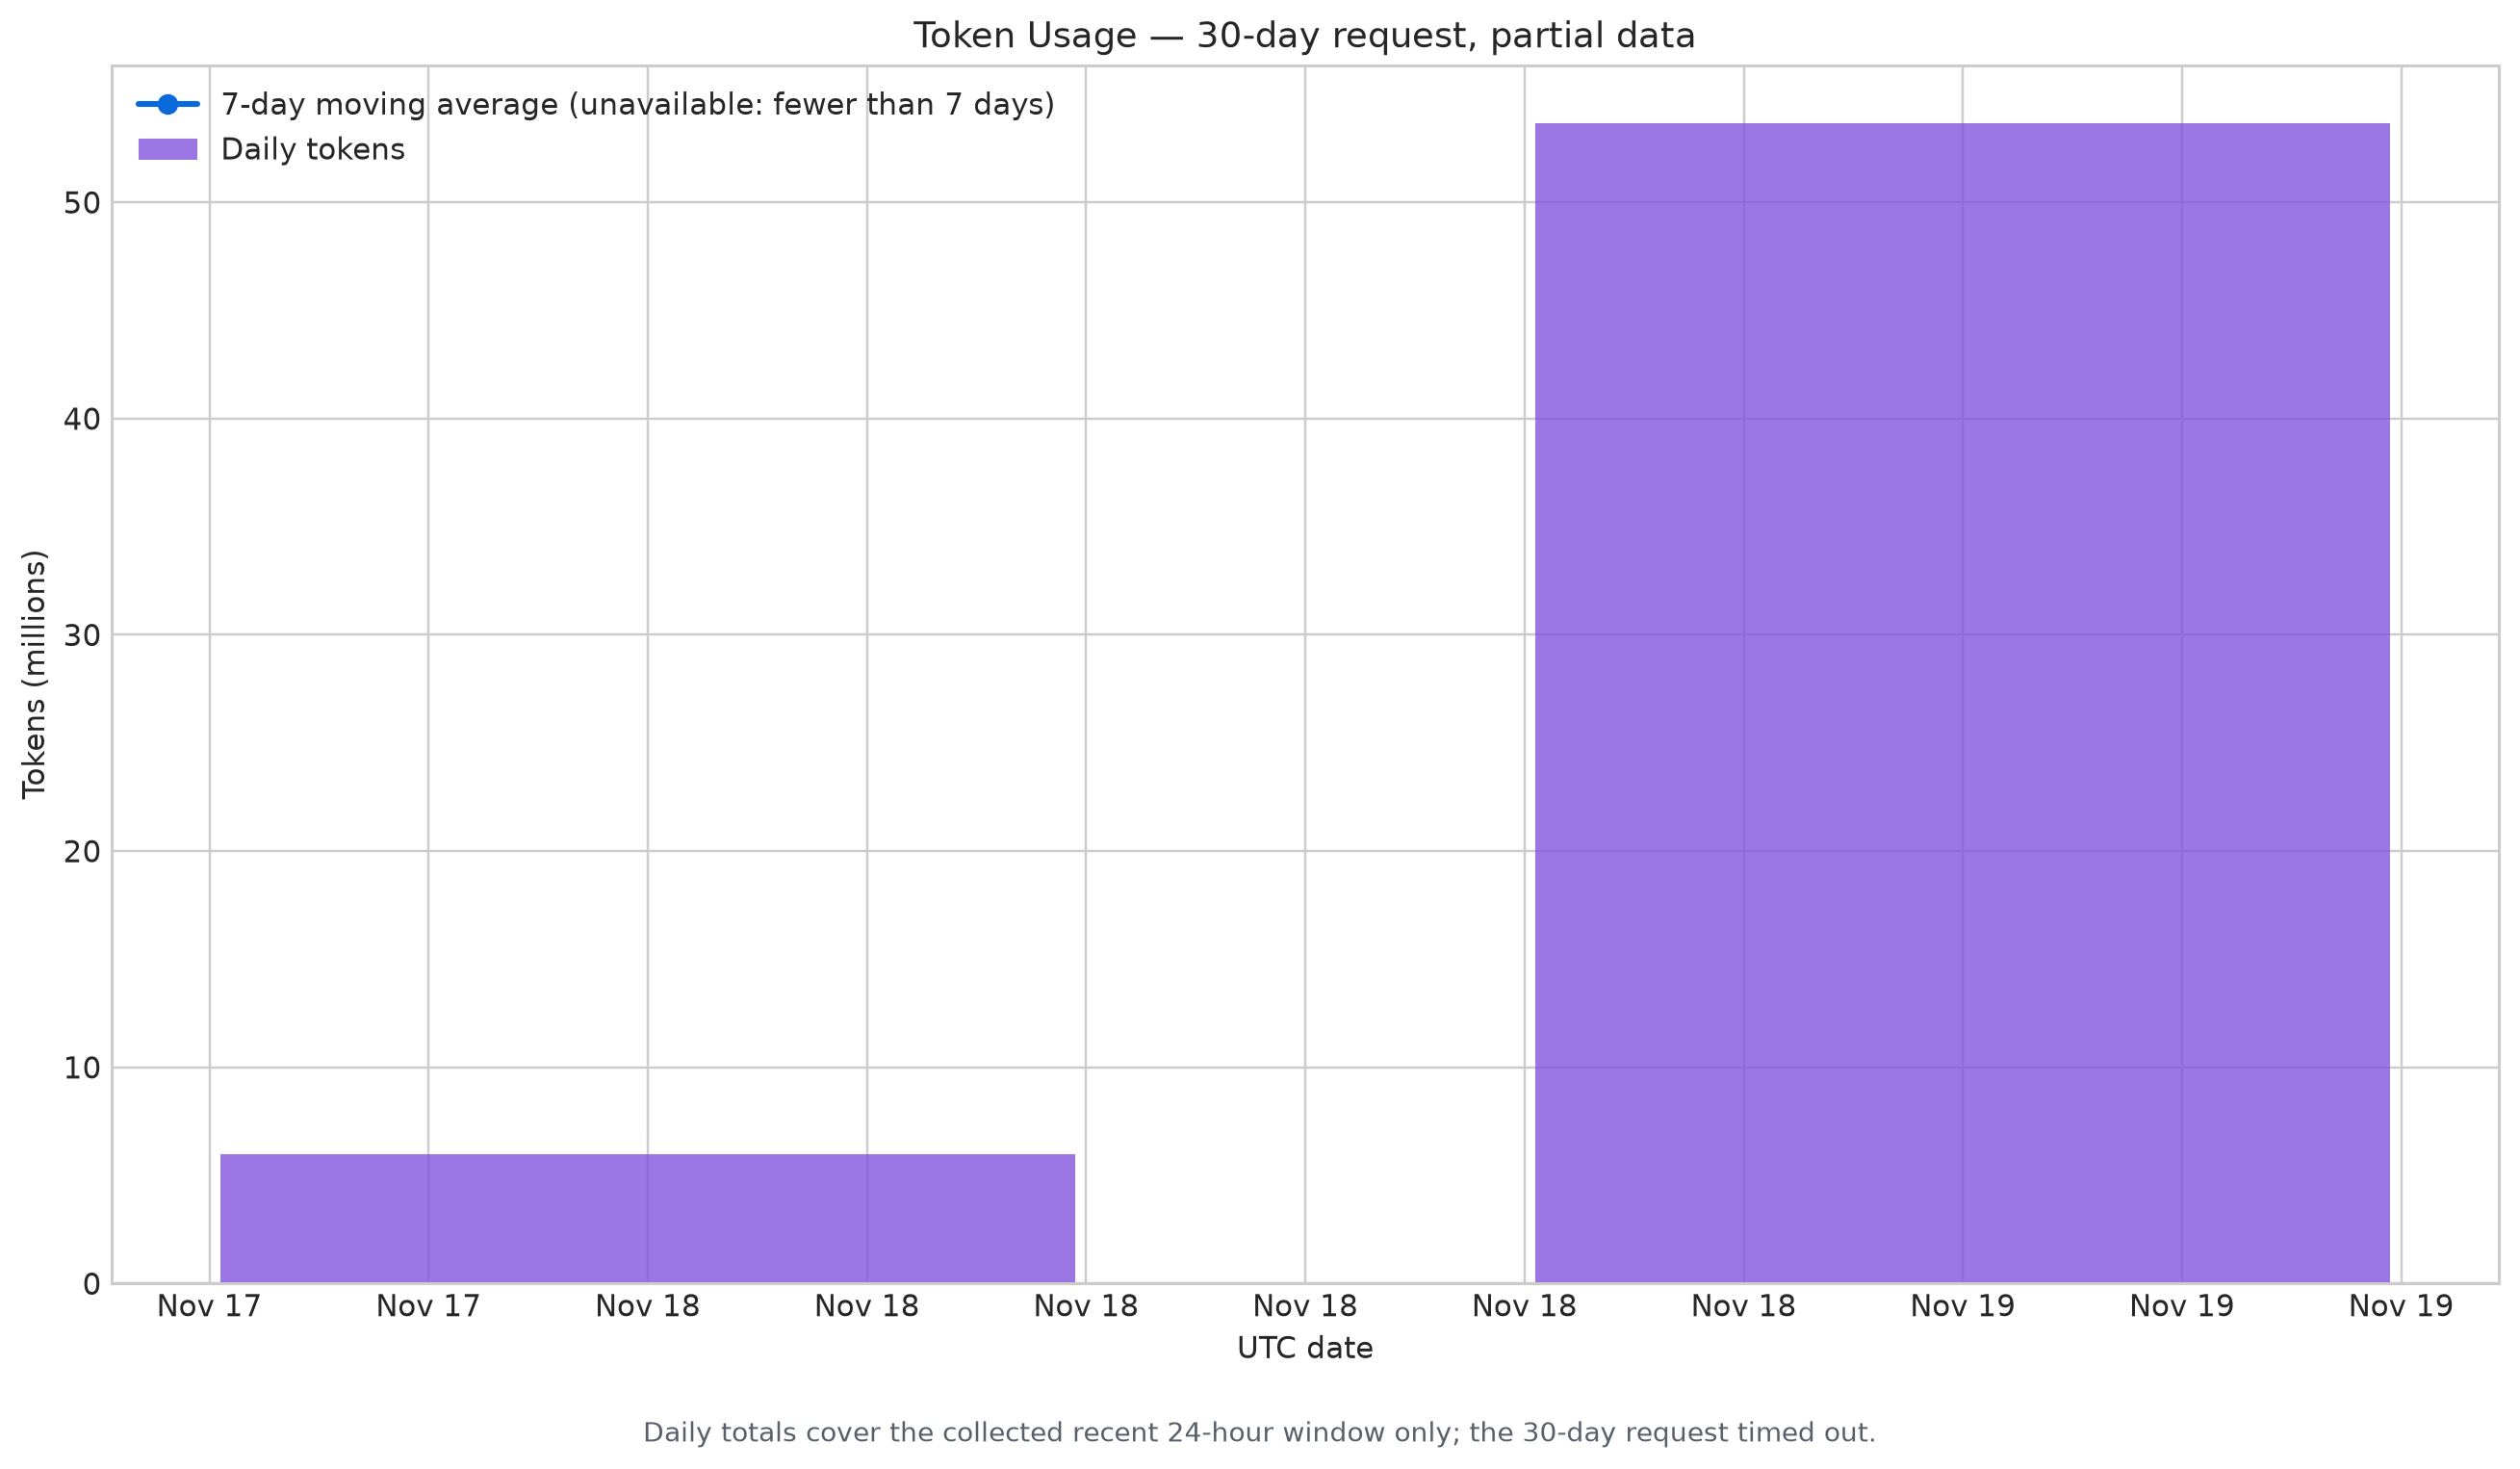 Token Usage — 30-day request, partial data
7-day moving average (unavailable: fewer than 7 days)
Daily tokens
50
40
30
20
10
0
Tokens (millions)
Nov 17 Nov 17 Nov 18 Nov 18 Nov 18 Nov 18 Nov 18 Nov 18 Nov 19 Nov 19 Nov 19
UTC date
Daily totals cover the collected recent 24-hour window only; the 30-day request timed out.